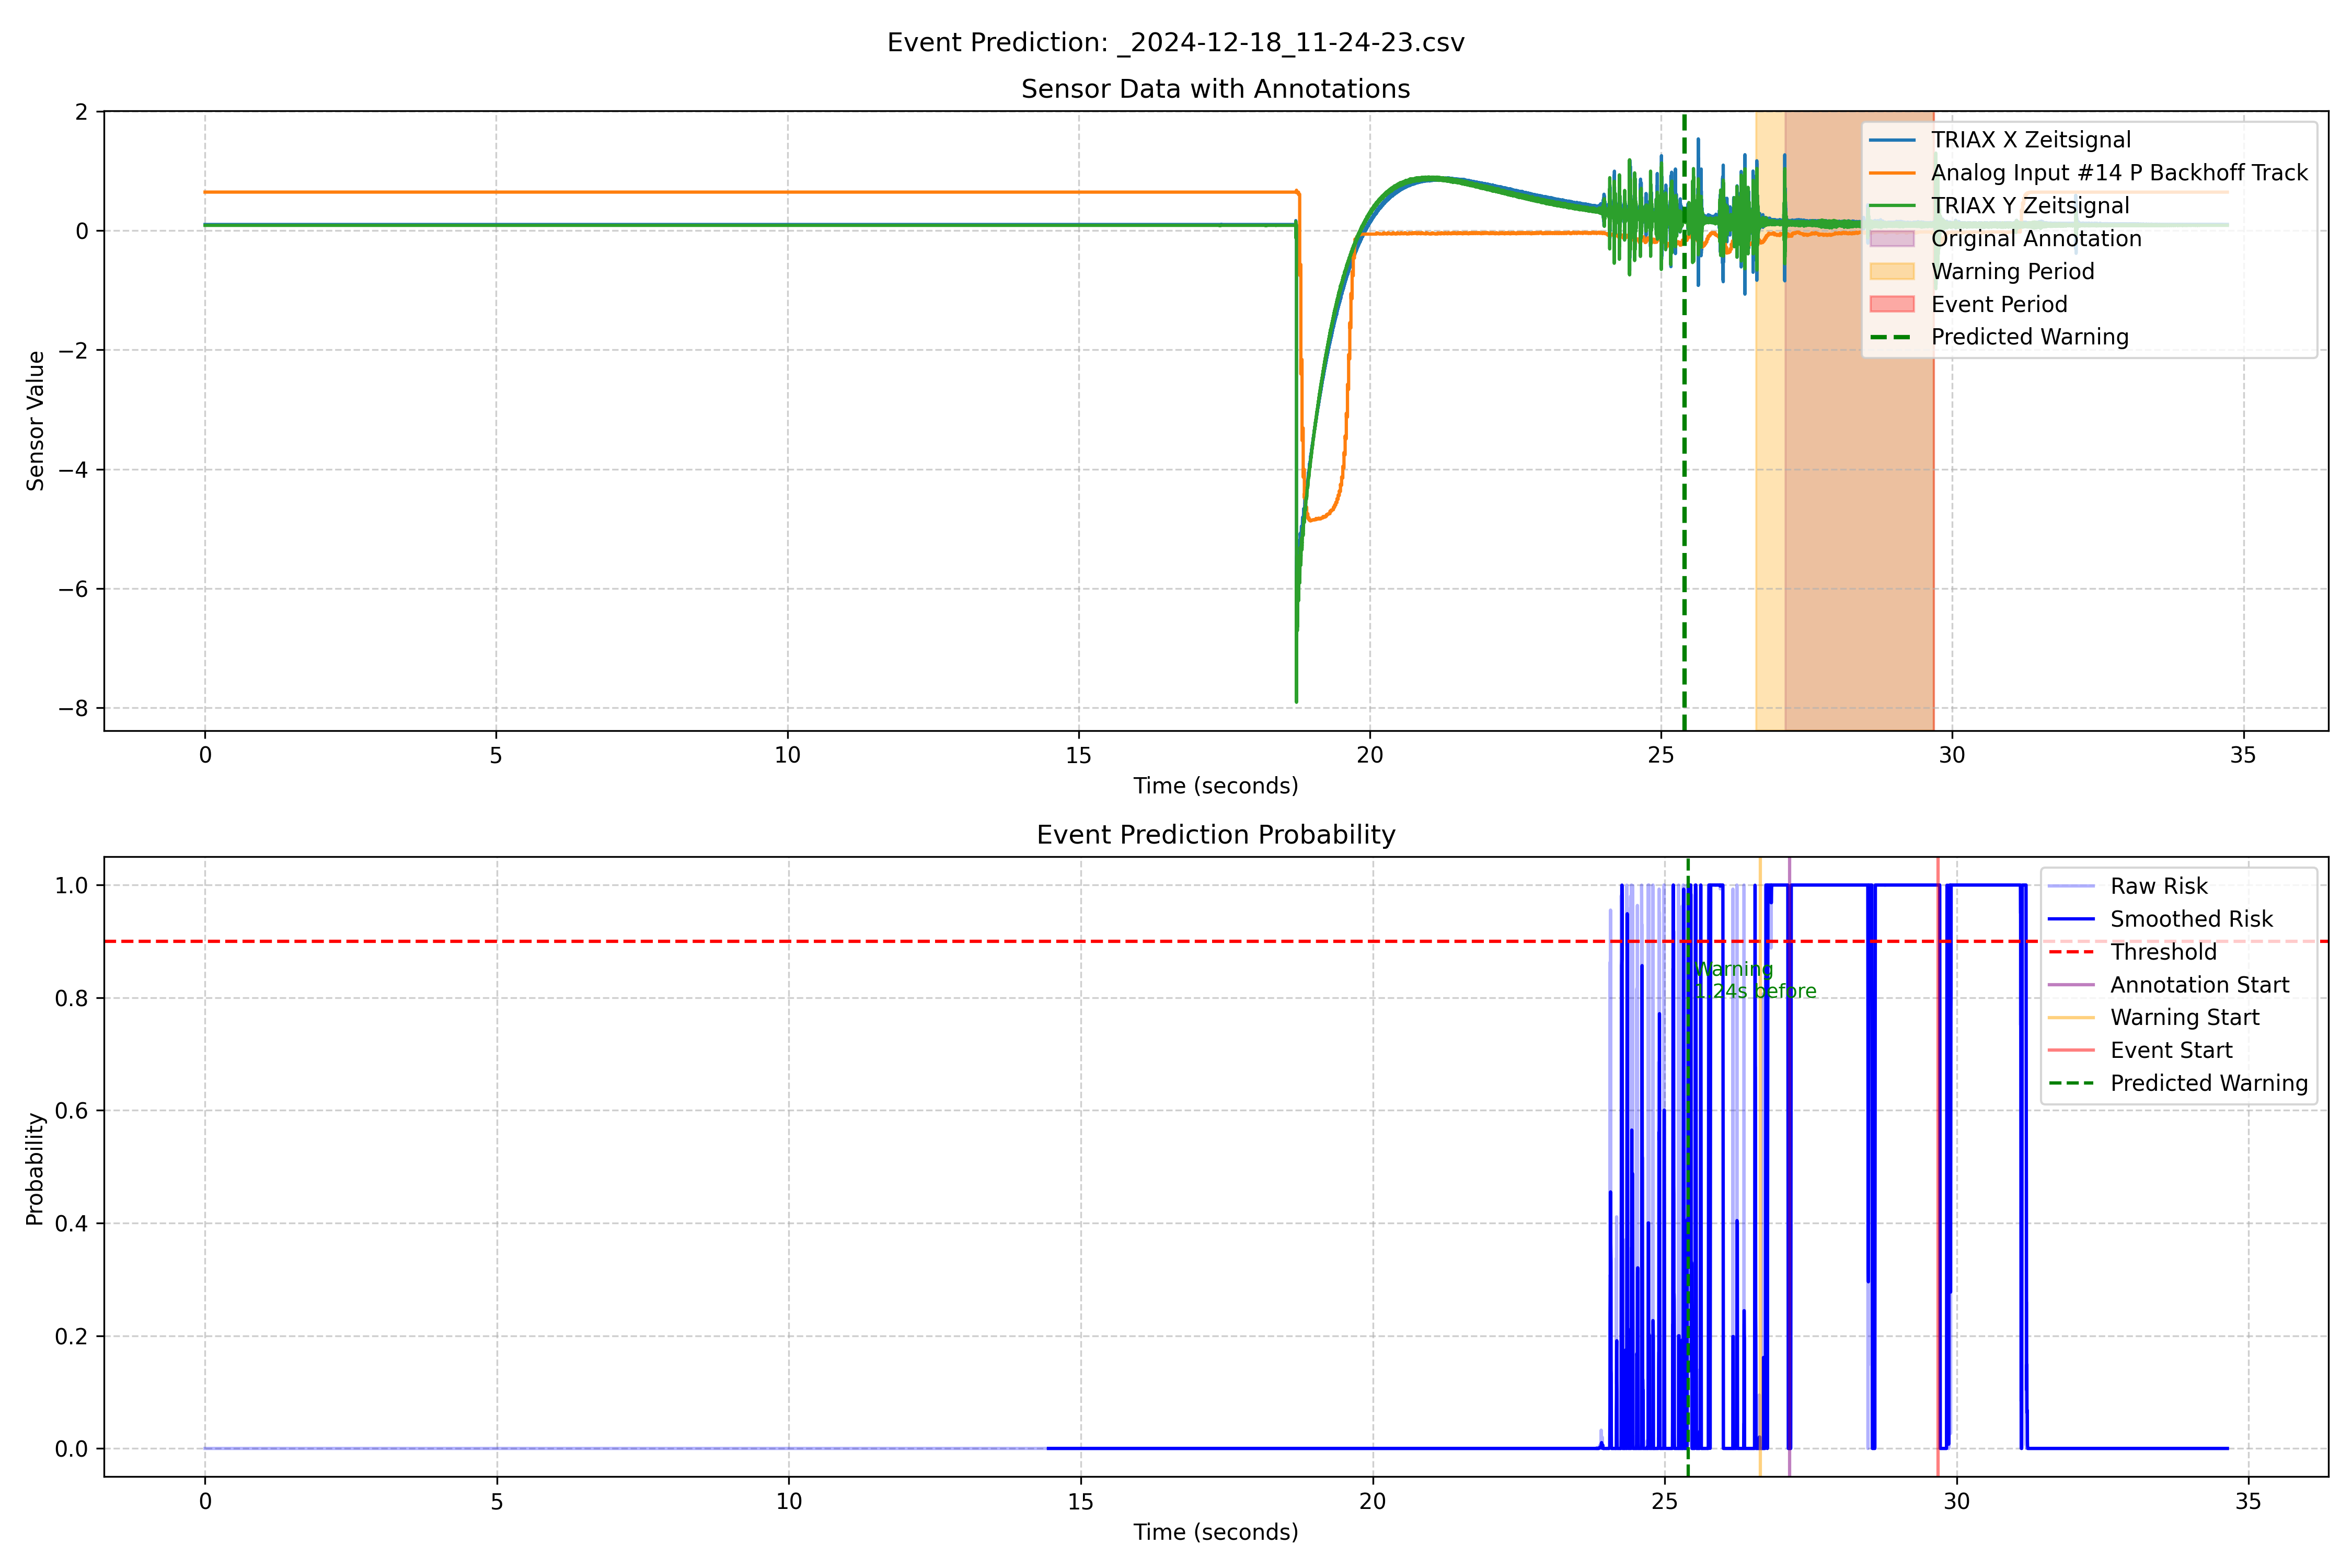 Event Prediction: _2024-12-18_11-24-23.csv
Sensor Data with Annotations
Sensor Value
2
0
−2
−4
−6
−8
TRIAX X Zeitsignal
Analog Input #14 P Backhoff Track
TRIAX Y Zeitsignal
Original Annotation
Warning Period
Event Period
Predicted Warning
0 5 10 15 20 25 30 35
Time (seconds)
Event Prediction Probability
Probability
1.0
0.8
0.6
0.4
0.2
0.0
Warning
1.24s before
Raw Risk
Smoothed Risk
Threshold
Annotation Start
Warning Start
Event Start
Predicted Warning
0 5 10 15 20 25 30 35
Time (seconds)